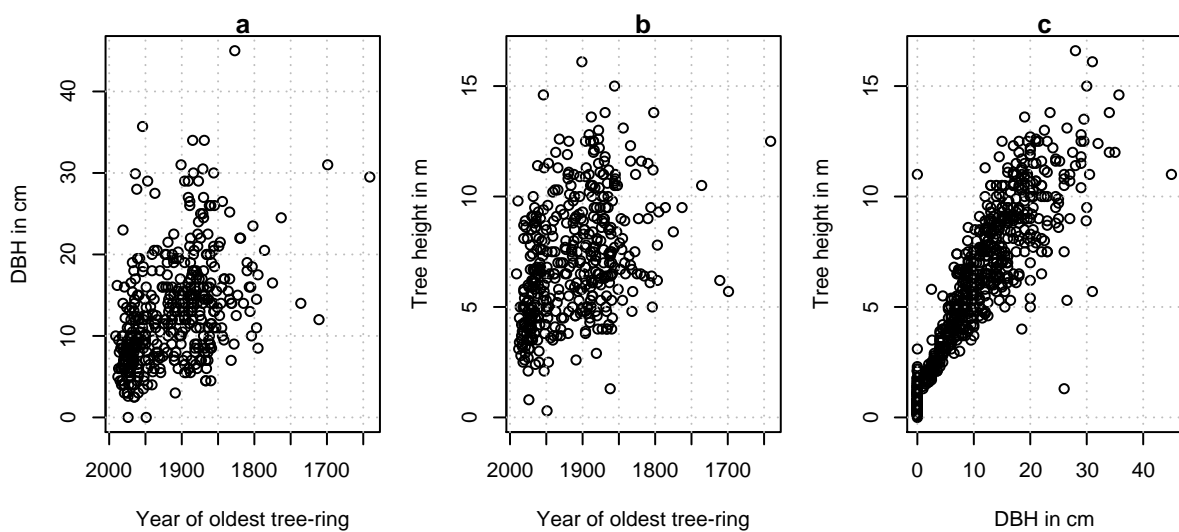 a
DBH in cm
40
30
20
10
0
2000 1900 1800 1700
Year of oldest tree-ring
b
Tree height in m
15
10
5
0
2000 1900 1800 1700
Year of oldest tree-ring
c
Tree height in m
15
10
5
0
0 10 20 30 40
DBH in cm